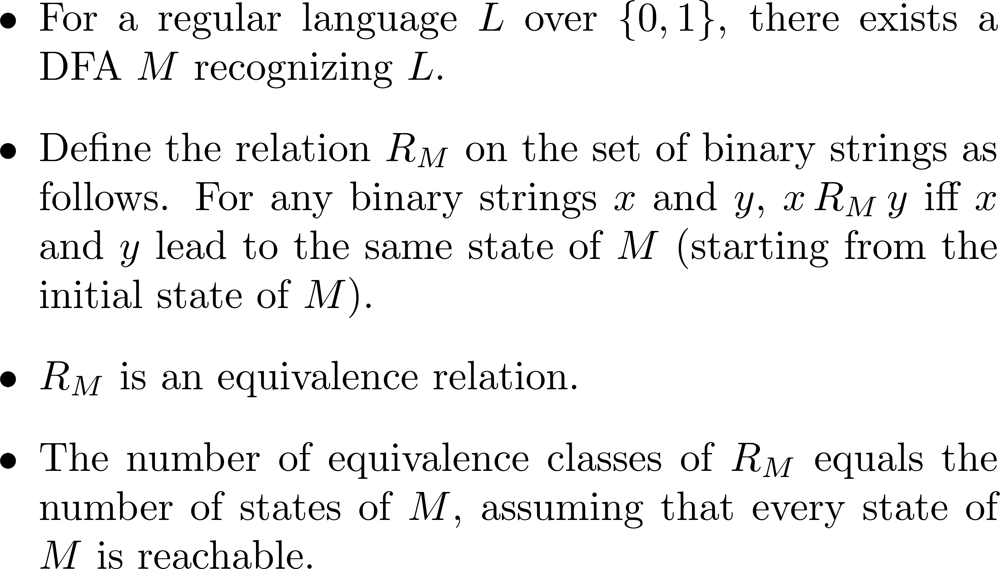 • For a regular language L over {0, 1}, there exists a
DFA M recognizing L.
• Define the relation R_M on the set of binary strings as
follows. For any binary strings x and y, x R_M y iff x
and y lead to the same state of M (starting from the
initial state of M).
• R_M is an equivalence relation.
• The number of equivalence classes of R_M equals the
number of states of M, assuming that every state of
M is reachable.